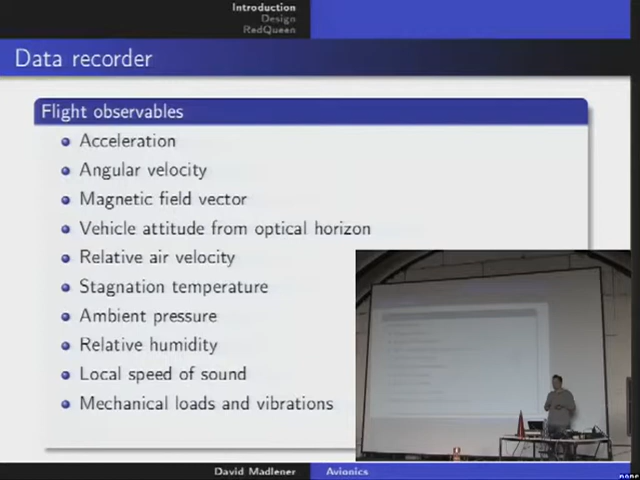 Introduction
Design
RedQueen
Data recorder
Flight observables
Acceleration
Angular velocity
Magnetic field vector
Vehicle attitude from optical horizon
Relative air velocity
Stagnation temperature
Ambient pressure
Relative humidity
Local speed of sound
Mechanical loads and vibrations
David Madlener
Avionics